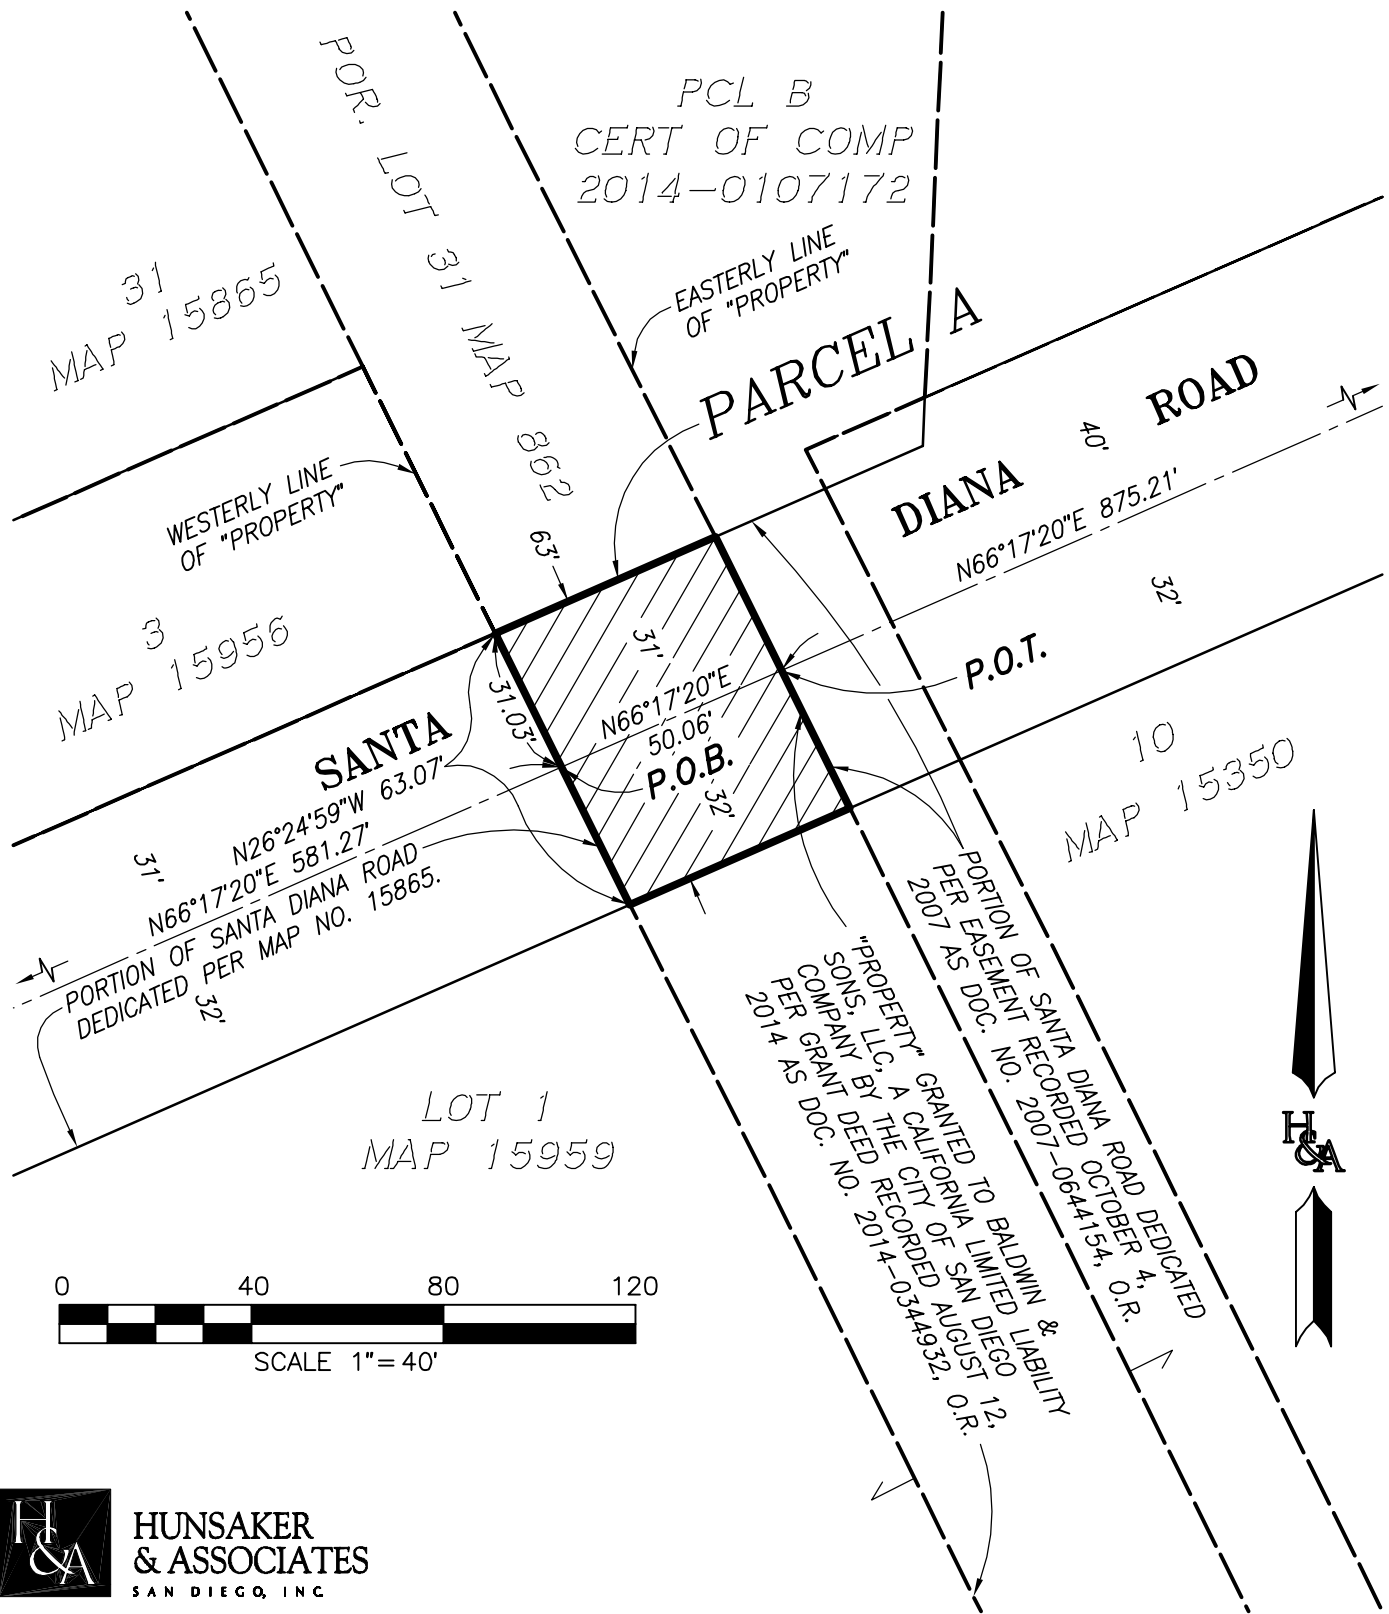 POR. LOT 31 MAP 862
PCL B
CERT OF COMP
2014-0107172
31
MAP 15865
EASTERLY LINE
OF "PROPERTY"
PARCEL A
WESTERLY LINE
OF "PROPERTY"
63'
3
MAP 15956
SANTA
DIANA
ROAD
40'
N66°17'20"E 875.21'
32'
31'
N66°17'20"E
50.06'
P.O.B.
32'
31.03'
P.O.T.
N26°24'59"W 63.07'
N66°17'20"E 581.27'
31'
PORTION OF SANTA DIANA ROAD
DEDICATED PER MAP NO. 15865.
32'
10
MAP 15350
LOT 1
MAP 15959
"PROPERTY" GRANTED TO BALDWIN &
SONS, LLC, A CALIFORNIA LIMITED LIABILITY
COMPANY BY THE CITY OF SAN DIEGO
PER GRANT DEED RECORDED AUGUST 12,
2014 AS DOC. NO. 2014-0344932, O.R.
PORTION OF SANTA DIANA ROAD DEDICATED
PER EASEMENT RECORDED OCTOBER 4,
2007 AS DOC. NO. 2007-0644154, O.R.
H&A
0 40 80 120
SCALE 1"=40'
H&A
HUNSAKER
& ASSOCIATES
SAN DIEGO, INC